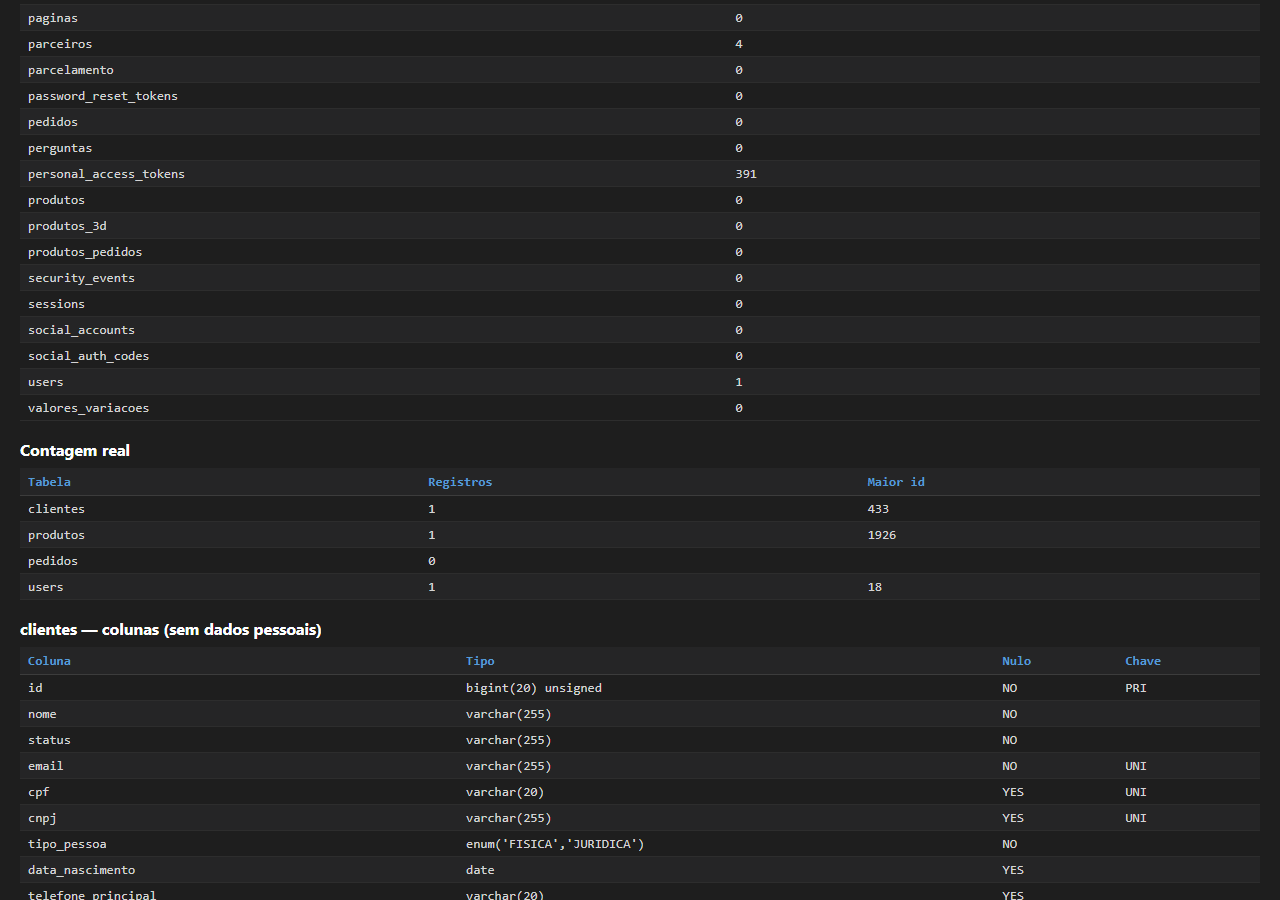 paginas 0
parceiros 4
parcelamento 0
password_reset_tokens 0
pedidos 0
perguntas 0
personal_access_tokens 391
produtos 0
produtos_3d 0
produtos_pedidos 0
security_events 0
sessions 0
social_accounts 0
social_auth_codes 0
users 1
valores_variacoes 0
Contagem real
Tabela Registros Maior id
clientes 1 433
produtos 1 1926
pedidos 0
users 1 18
clientes — colunas (sem dados pessoais)
Coluna Tipo Nulo Chave
id bigint(20) unsigned NO PRI
nome varchar(255) NO
status varchar(255) NO
email varchar(255) NO UNI
cpf varchar(20) YES UNI
cnpj varchar(255) YES UNI
tipo_pessoa enum('FISICA','JURIDICA') NO
data_nascimento date YES
telefone_principal varchar(20) YES